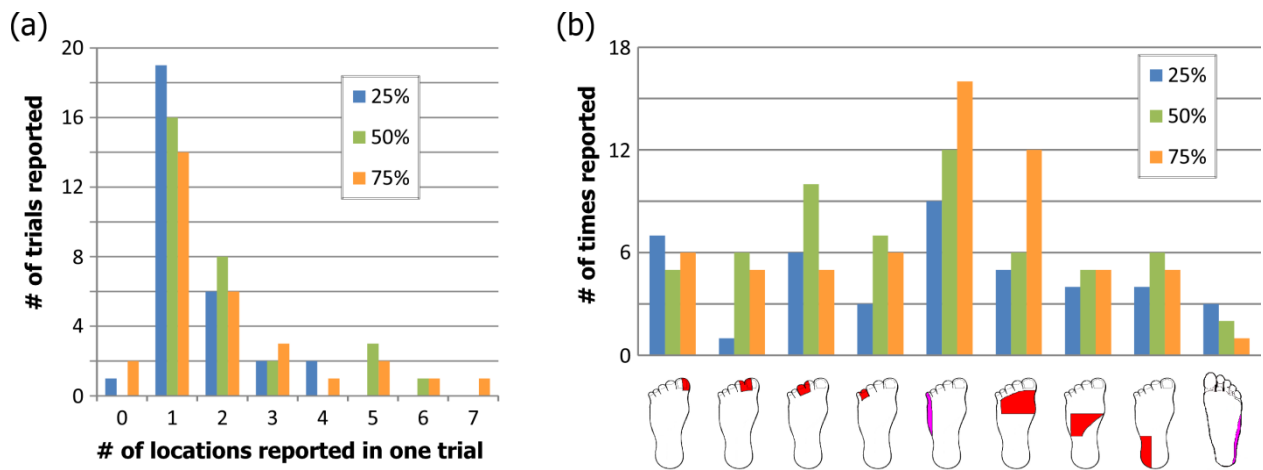 (a)
# of trials reported
20
16
12
8
4
0
25%
50%
75%
0 1 2 3 4 5 6 7
# of locations reported in one trial
(b)
# of times reported
18
12
6
0
25%
50%
75%